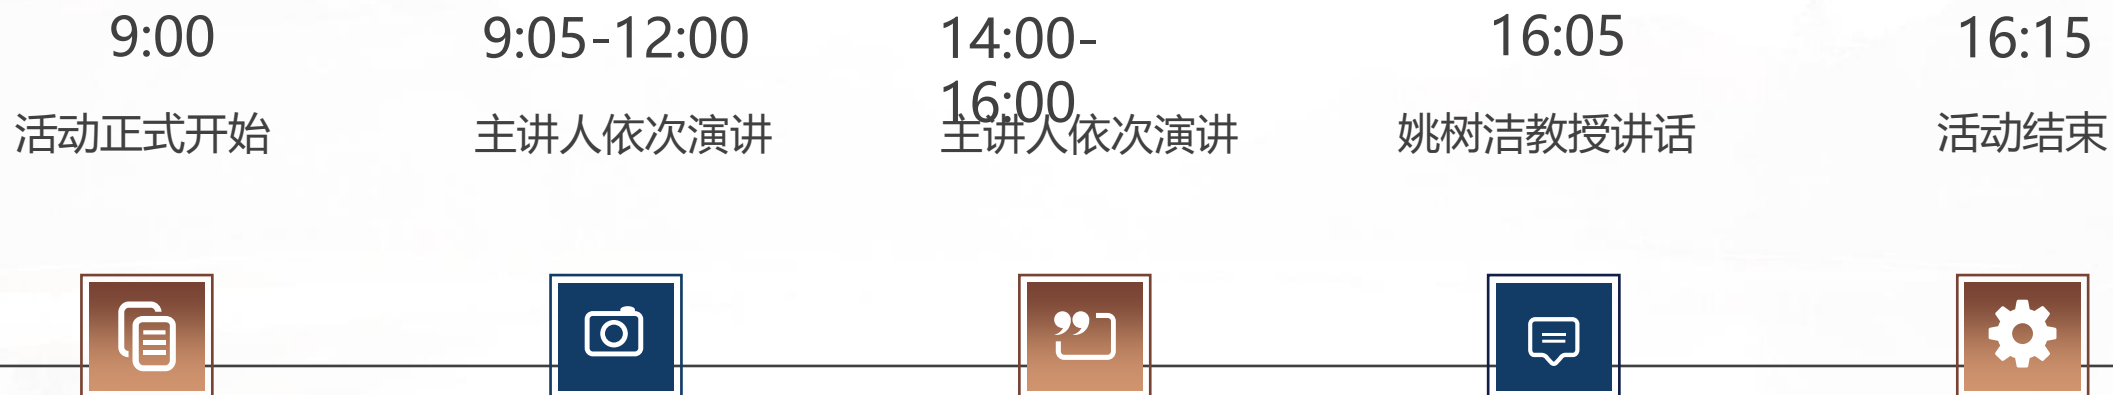 9:00
活动正式开始
9:05-12:00
主讲人依次演讲
14:00-
16:00
主讲人依次演讲
16:05
姚树洁教授讲话
16:15
活动结束